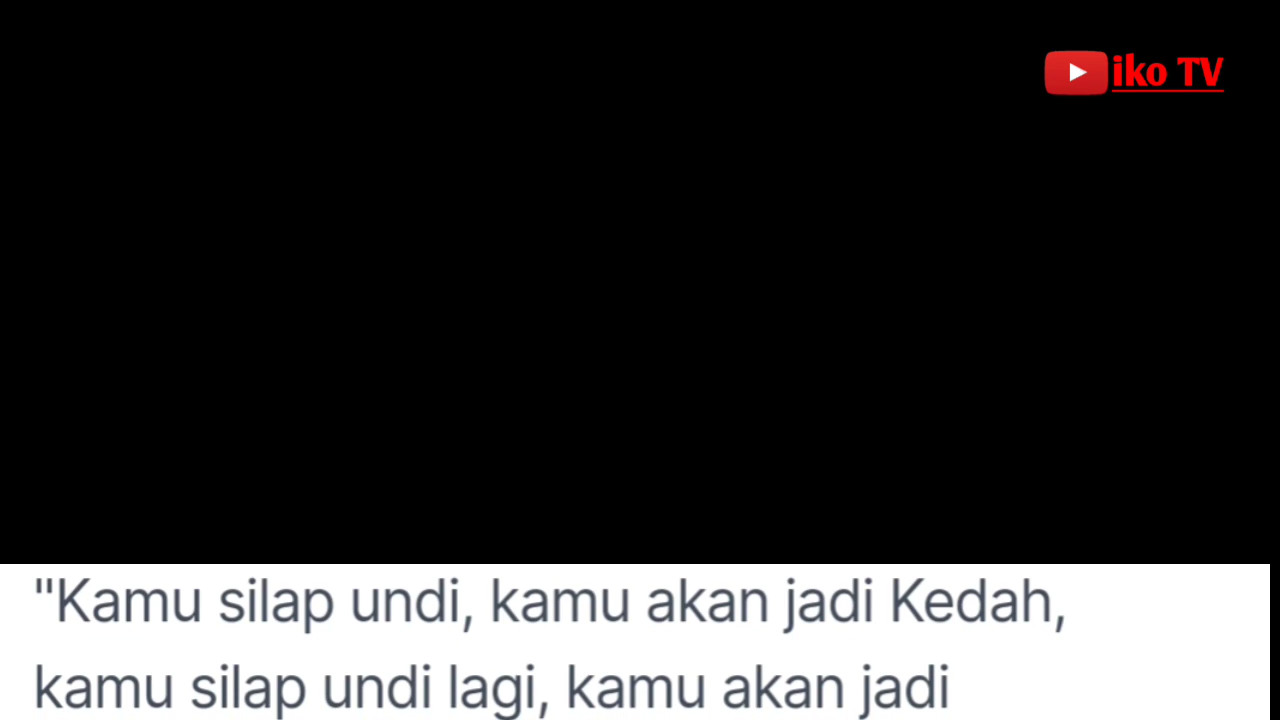 iko TV
"Kamu silap undi, kamu akan jadi Kedah,
kamu silap undi lagi, kamu akan jadi